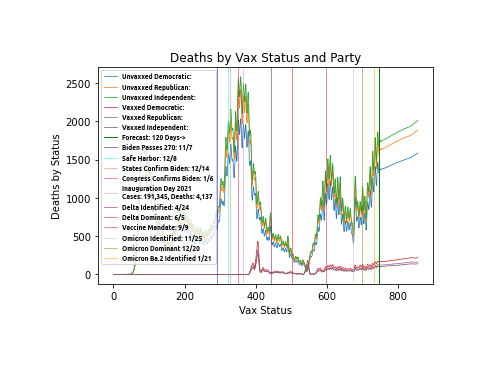 Deaths by Vax Status and Party
Deaths by Status
2500
2000
1500
1000
500
0
Unvaxxed Democratic:
Unvaxxed Republican:
Unvaxxed Independent:
Vaxxed Democratic:
Vaxxed Republican:
Vaxxed Independent:
Forecast: 120 Days->
Biden Passes 270: 11/7
Safe Harbor: 12/8
States Confirm Biden: 12/14
Congress Confirms Biden: 1/6
Inauguration Day 2021
Cases: 191,345, Deaths: 4,137
Delta Identified: 4/24
Delta Dominant: 6/5
Vaccine Mandate: 9/9
Omicron Identified: 11/25
Omicron Dominant 12/20
Omicron Ba.2 Identified 1/21
0 200 400 600 800
Vax Status